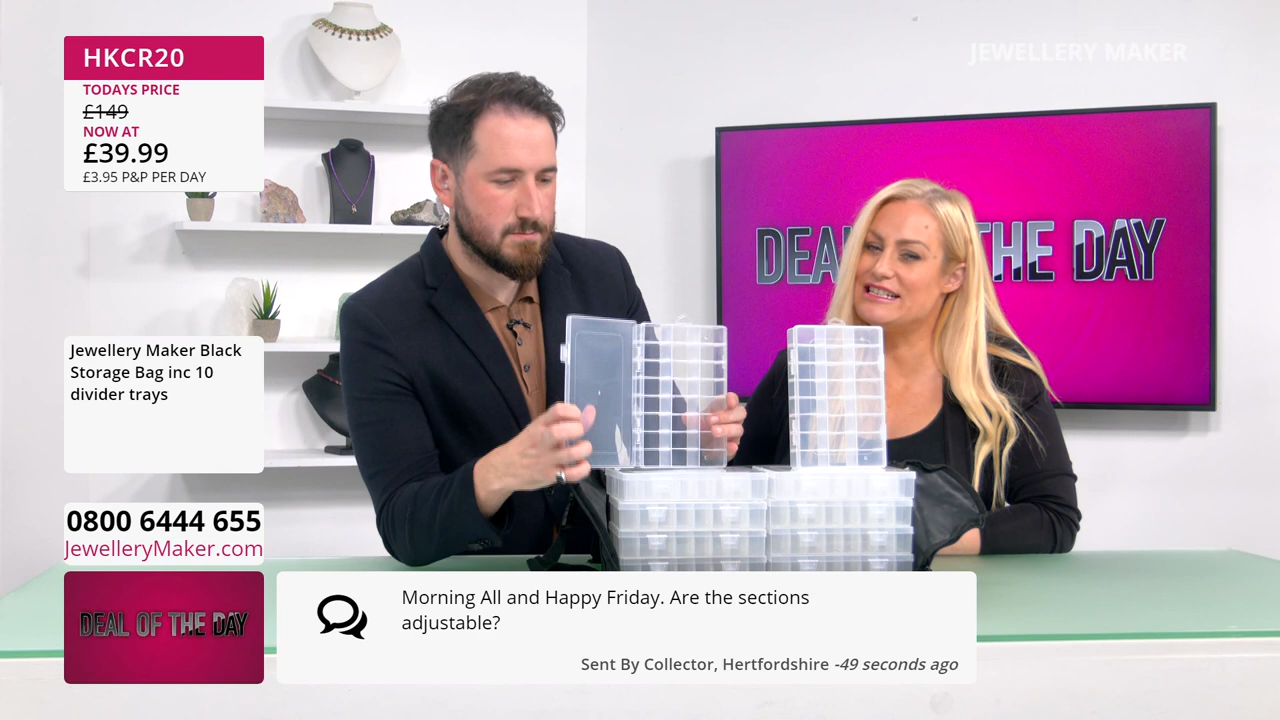 HKCR20
TODAYS PRICE
£149
NOW AT
£39.99
£3.95 P&P PER DAY
JEWELLERY MAKER
DEAL OF THE DAY
Jewellery Maker Black
Storage Bag inc 10
divider trays
0800 6444 655
JewelleryMaker.com
DEAL OF THE DAY
Morning All and Happy Friday. Are the sections
adjustable?
Sent By Collector, Hertfordshire -49 seconds ago